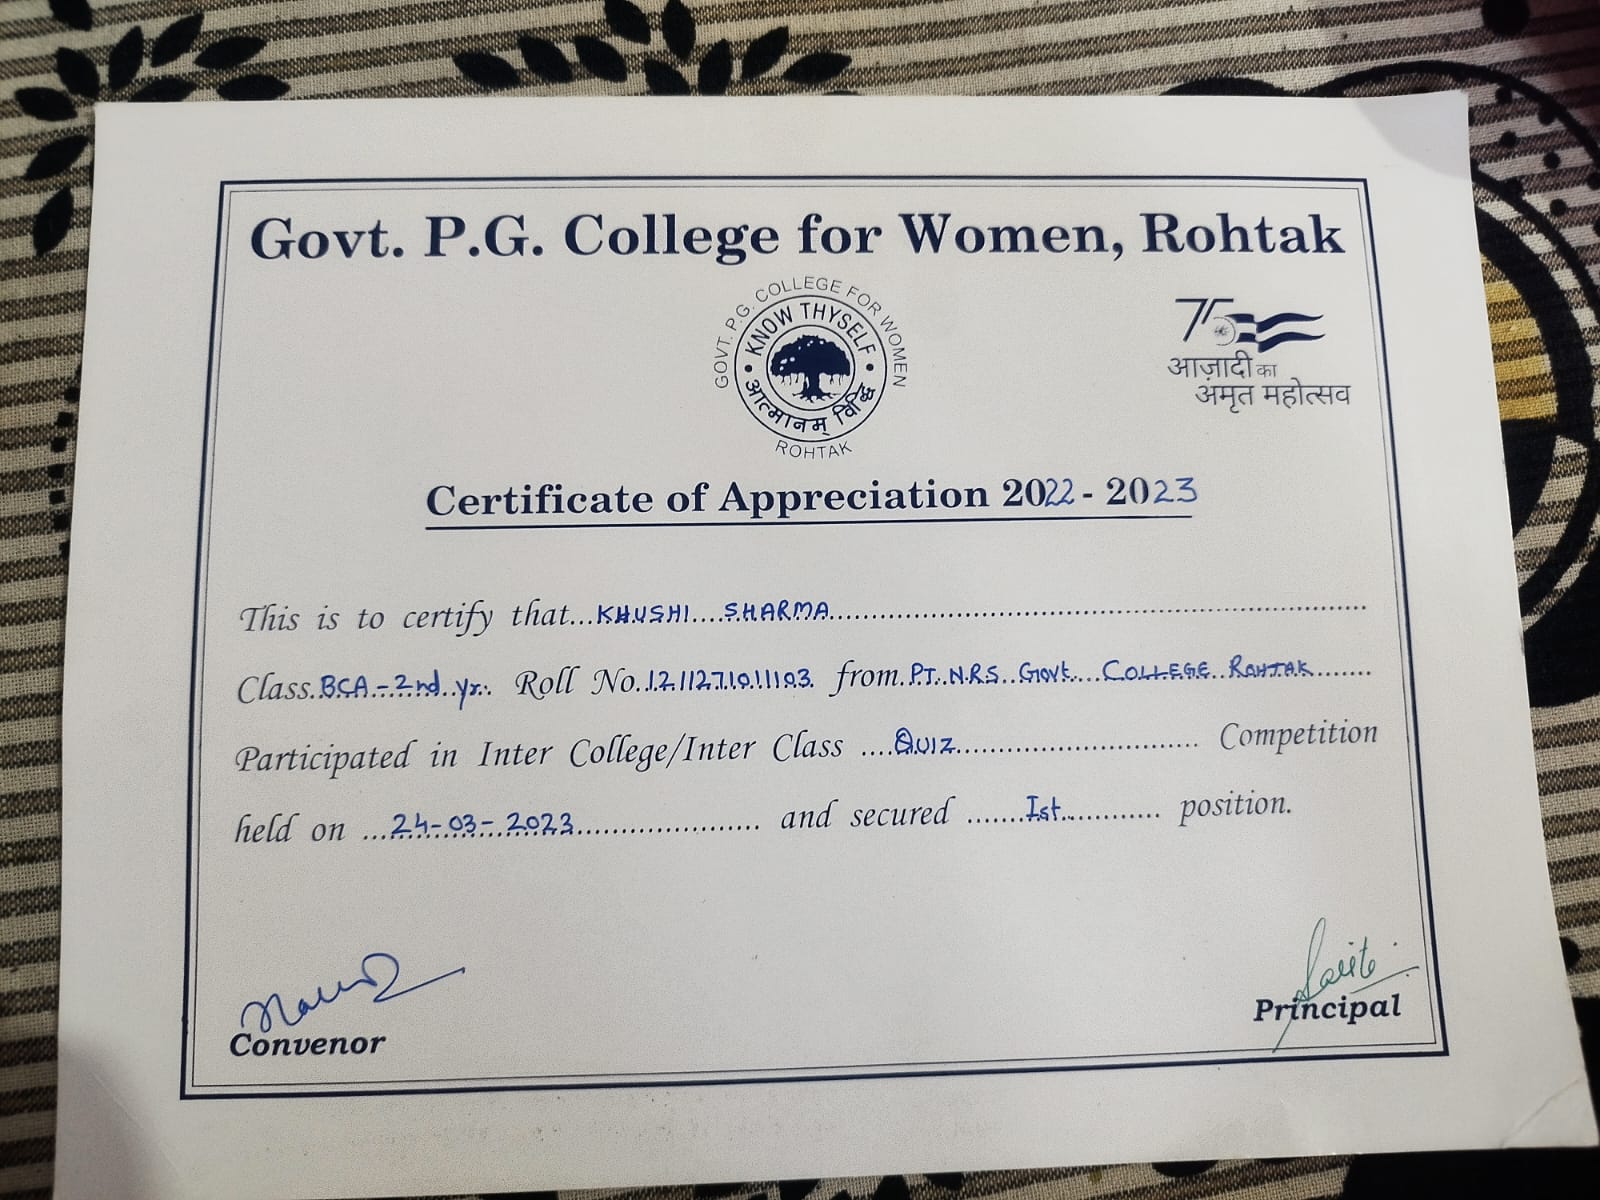 Govt. P.G. College for Women, Rohtak
GOVT. P.G. COLLEGE FOR WOMEN
KNOW THYSELF
आत्मानम् विद्धि
ROHTAK
75
आज़ादी का
अमृत महोत्सव
Certificate of Appreciation 2022 - 2023
This is to certify that...KHUSHI....SHARMA
Class.BCA-2nd yr. Roll No.1211271011103 from.PT.N.R.S. Govt. COLLEGE ROHTAK
Participated in Inter College/Inter Class ....QUIZ.... Competition
held on ...24-03-2023... and secured ......Ist...... position.
Convenor
Principal